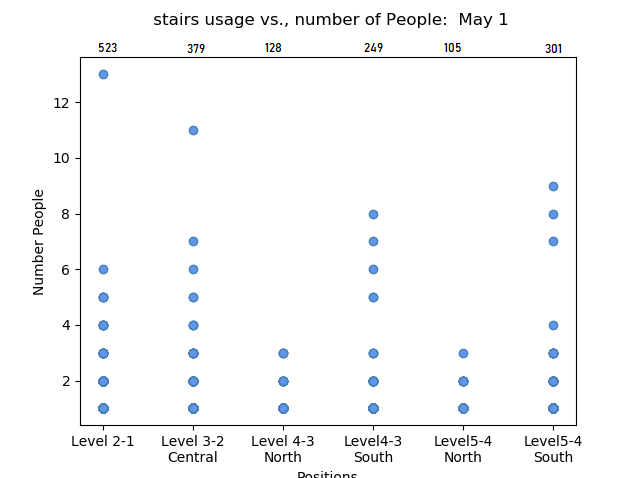 stairs usage vs., number of People:  May 1
523 379 128 249 105 301
12
10
8
6
4
2
Number People
Level 2-1 Level 3-2 Level 4-3 Level4-3 Level5-4 Level5-4
Central North South North South
Positions